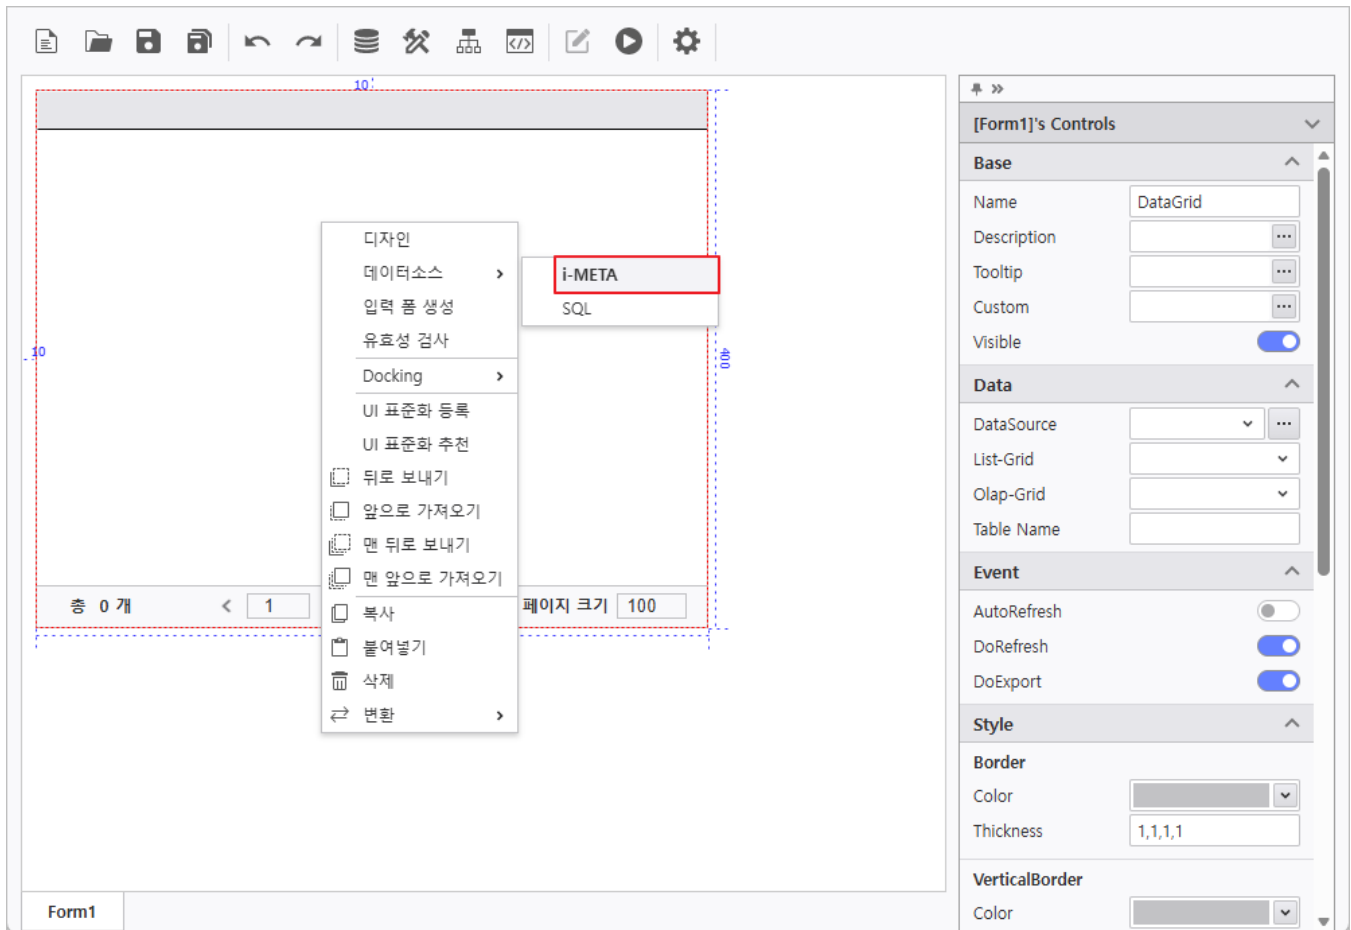 10
10
400
디자인
데이터소스
입력 폼 생성
유효성 검사
Docking
UI 표준화 등록
UI 표준화 추천
뒤로 보내기
앞으로 가져오기
맨 뒤로 보내기
맨 앞으로 가져오기
복사
붙여넣기
삭제
변환
i-META
SQL
총 0 개
1
페이지 크기 100
Form1
[Form1]'s Controls
Base
Name DataGrid
Description ...
Tooltip ...
Custom ...
Visible
Data
DataSource ...
List-Grid
Olap-Grid
Table Name
Event
AutoRefresh
DoRefresh
DoExport
Style
Border
Color
Thickness 1,1,1,1
VerticalBorder
Color